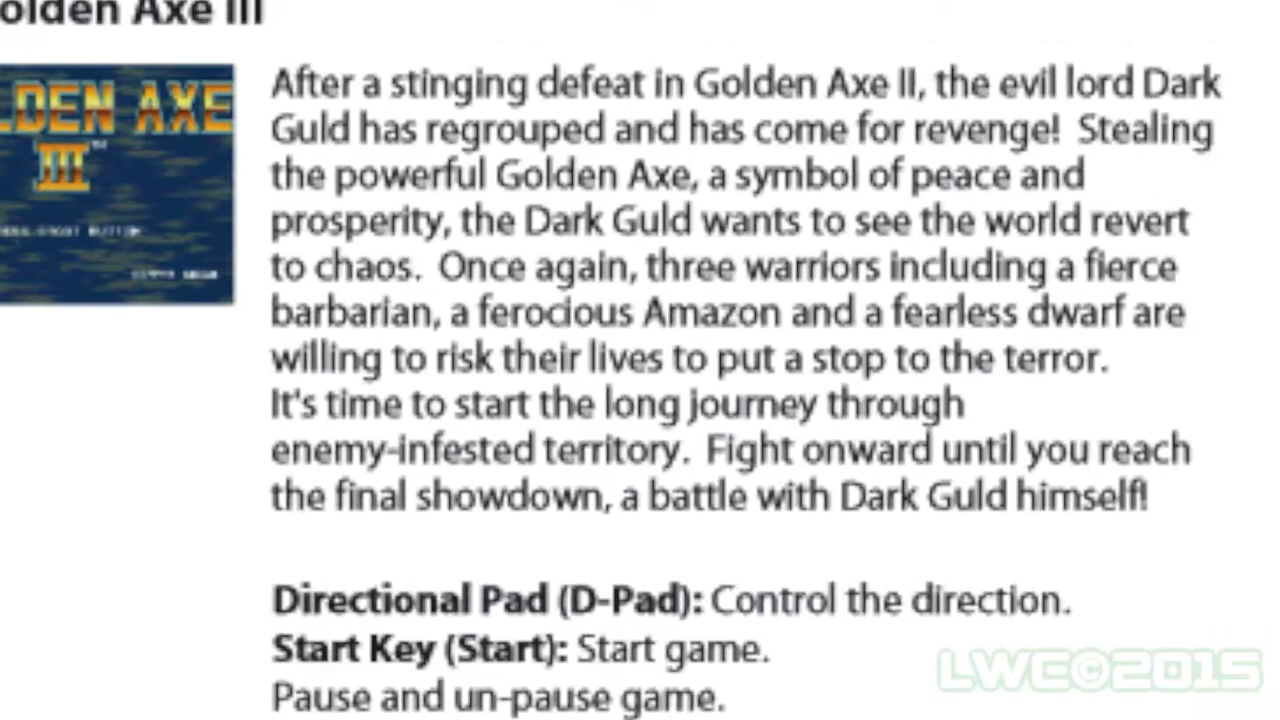 olden Axe III
LDEN AXE
III
TM
After a stinging defeat in Golden Axe II, the evil lord Dark
Guld has regrouped and has come for revenge! Stealing
the powerful Golden Axe, a symbol of peace and
prosperity, the Dark Guld wants to see the world revert
to chaos. Once again, three warriors including a fierce
barbarian, a ferocious Amazon and a fearless dwarf are
willing to risk their lives to put a stop to the terror.
It's time to start the long journey through
enemy-infested territory. Fight onward until you reach
the final showdown, a battle with Dark Guld himself!
Directional Pad (D-Pad): Control the direction.
Start Key (Start): Start game.
Pause and un-pause game.
LWC©2015